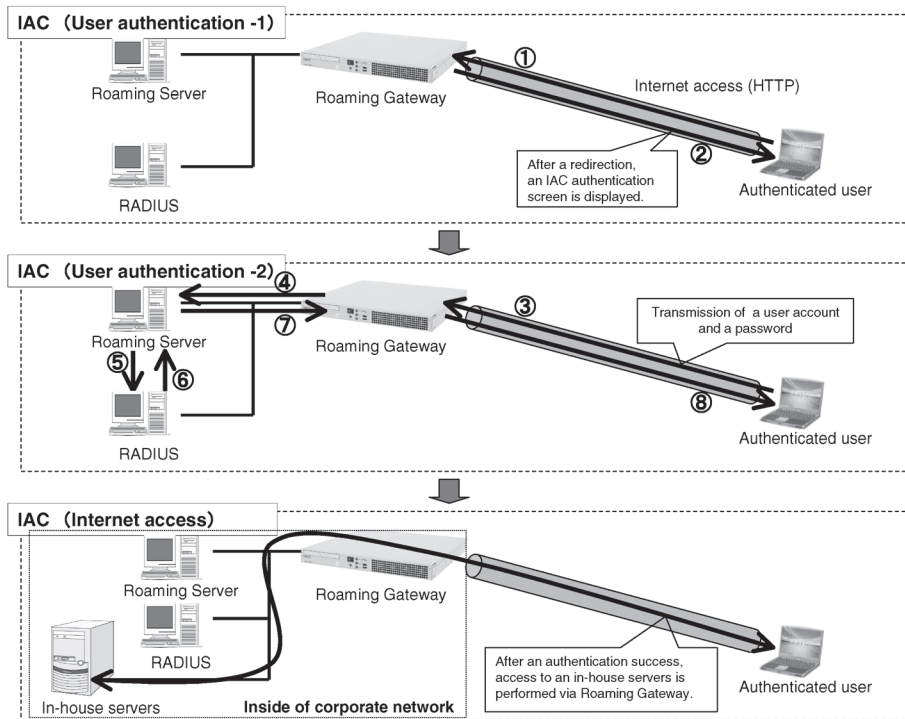 IAC （User authentication -1)
Roaming Server
Roaming Gateway
①
Internet access (HTTP)
②
After a redirection,
an IAC authentication
screen is displayed.
RADIUS
Authenticated user
IAC （User authentication -2)
④
⑦
Roaming Server
Roaming Gateway
③
Transmission of a user account
and a password
⑤
⑥
⑧
RADIUS
Authenticated user
IAC （Internet access）
Roaming Server
Roaming Gateway
RADIUS
After an authentication success,
access to an in-house servers is
performed via Roaming Gateway.
In-house servers
Inside of corporate network
Authenticated user